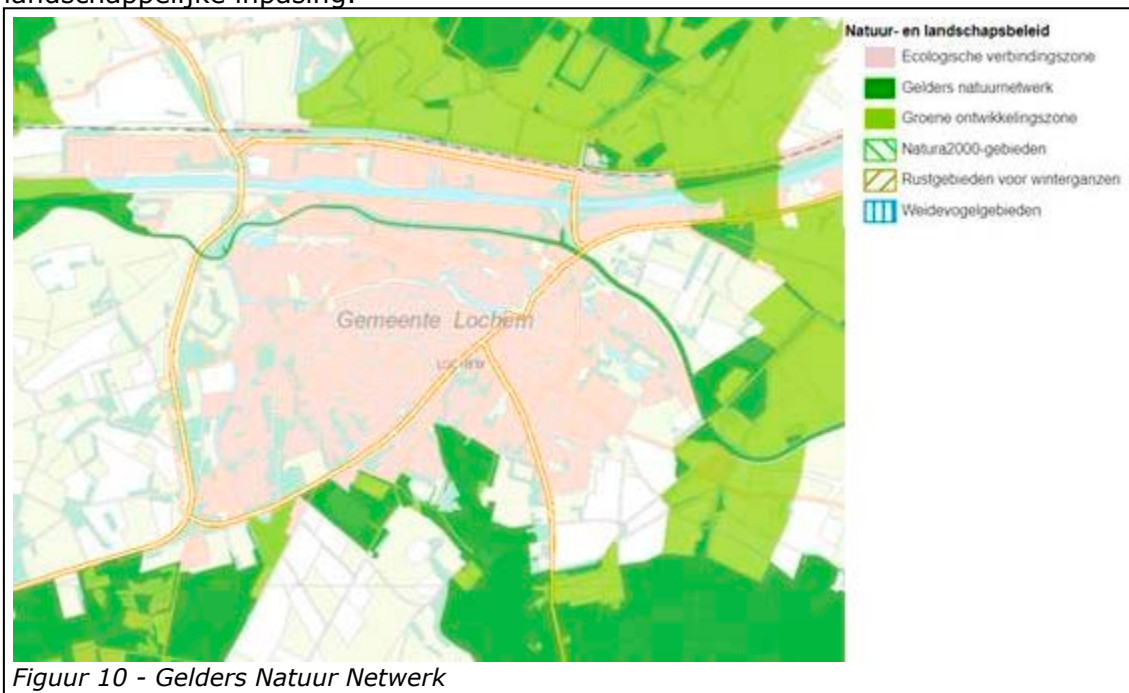 landschappelijke inpasing.
Natuur- en landschapsbeleid
Ecologische verbindingszone
Gelders natuurnetwerk
Groene ontwikkelingszone
Natura2000-gebieden
Rustgebieden voor winterganzen
Weidevogelgebieden
Gemeente Lochem
Figuur 10 - Gelders Natuur Netwerk